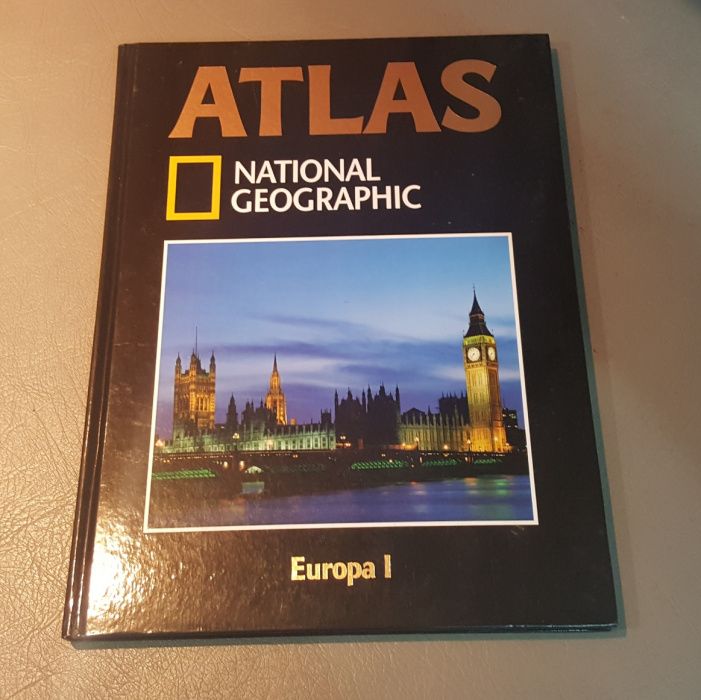 ATLAS
NATIONAL
GEOGRAPHIC
Europa I